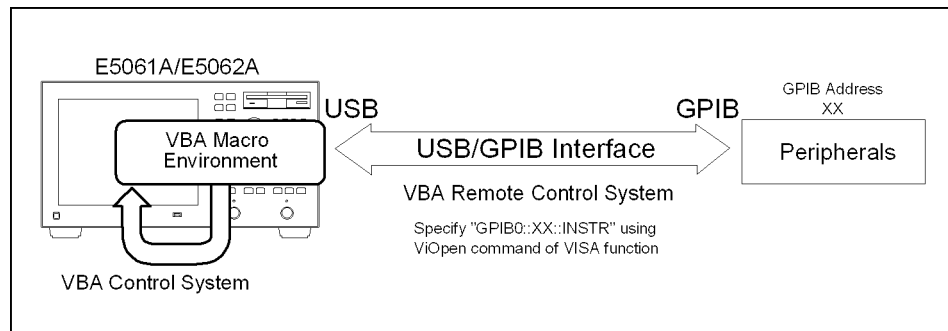 E5061A/E5062A
VBA Macro
Environment
VBA Control System
USB
GPIB
USB/GPIB Interface
VBA Remote Control System
Specify "GPIB0::XX::INSTR" using
ViOpen command of VISA function
GPIB Address
XX
Peripherals